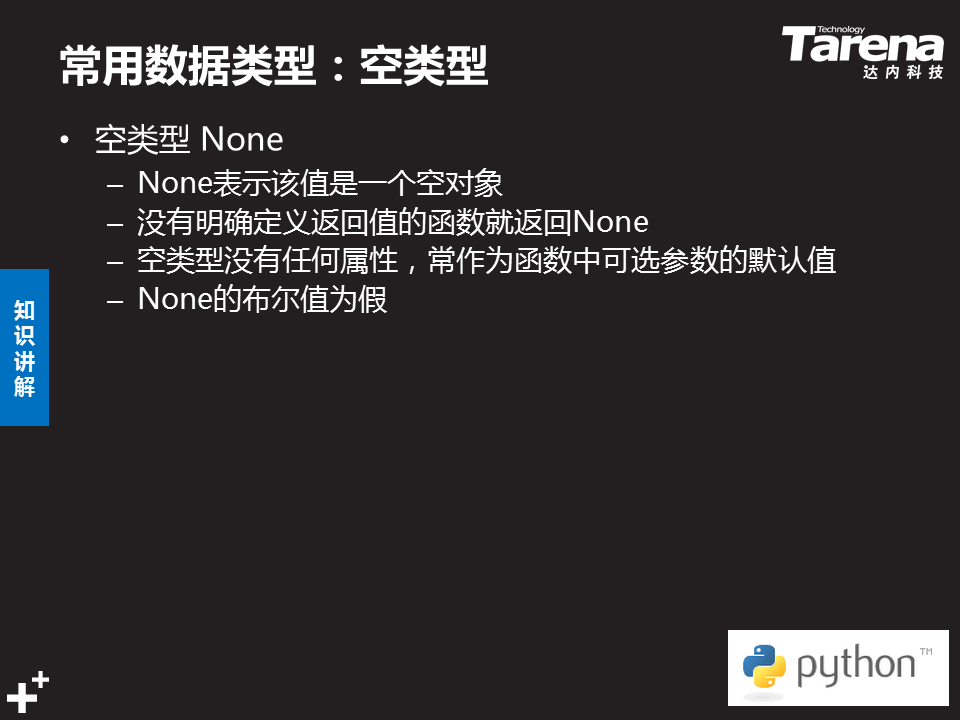 常用数据类型：空类型
Technology
Tarena
达内科技
• 空类型 None
– None表示该值是一个空对象
– 没有明确定义返回值的函数就返回None
– 空类型没有任何属性，常作为函数中可选参数的默认值
– None的布尔值为假
知识讲解
python™